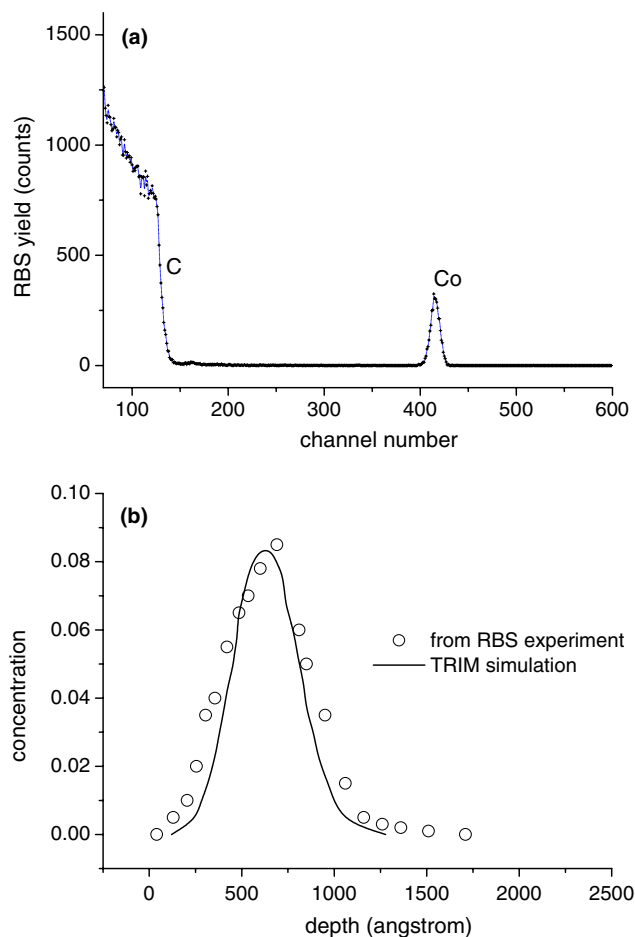 (a)
1500
1000
500
0
RBS yield (counts)
C
Co
100 200 300 400 500 600
channel number
(b)
0.10
0.08
0.06
0.04
0.02
0.00
concentration
from RBS experiment
TRIM simulation
0 500 1000 1500 2000 2500
depth (angstrom)